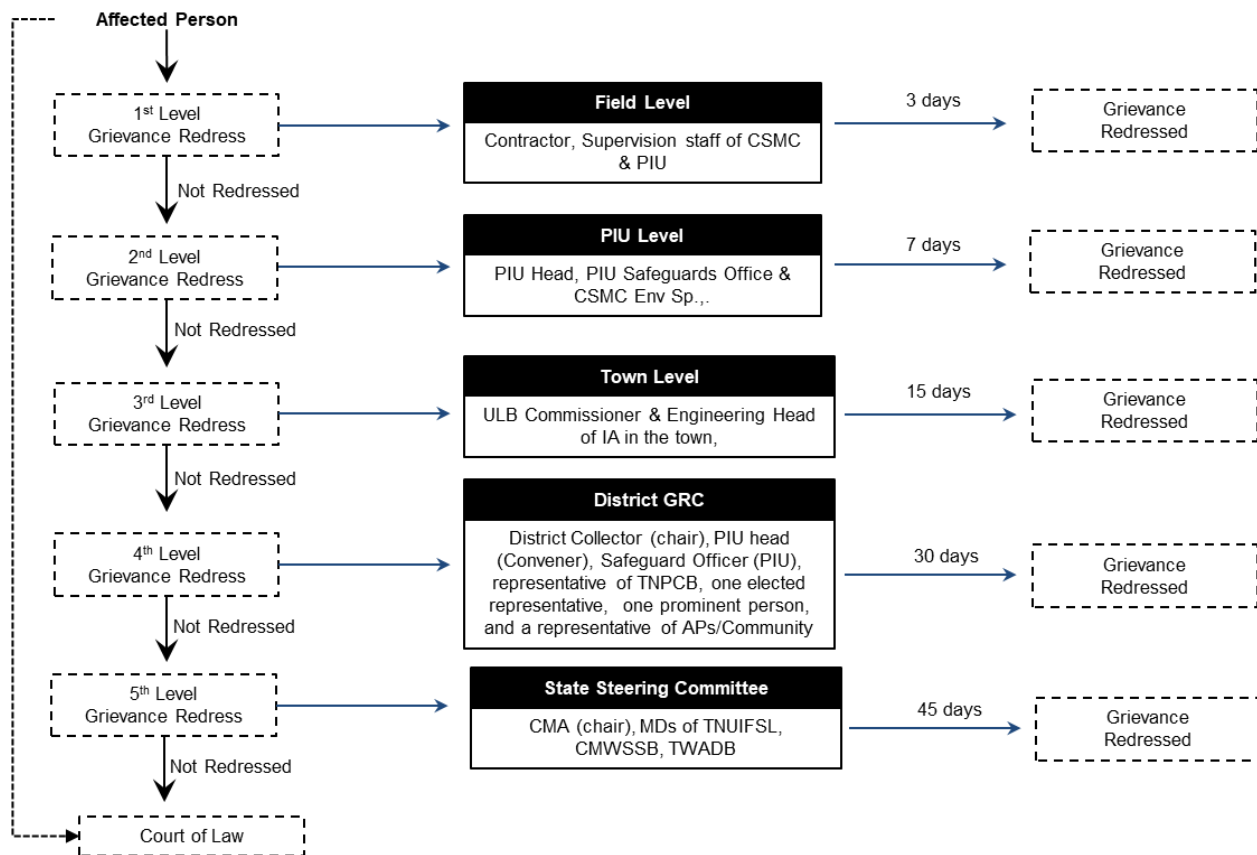 Affected Person
1st Level
Grievance Redress
Field Level
Contractor, Supervision staff of CSMC
& PIU
3 days
Grievance
Redressed
Not Redressed
2nd Level
Grievance Redress
PIU Level
PIU Head, PIU Safeguards Office &
CSMC Env Sp.,.
7 days
Grievance
Redressed
Not Redressed
3rd Level
Grievance Redress
Town Level
ULB Commissioner & Engineering Head
of IA in the town,
15 days
Grievance
Redressed
Not Redressed
4th Level
Grievance Redress
District GRC
District Collector (chair), PIU head
(Convener), Safeguard Officer (PIU),
representative of TNPCB, one elected
representative, one prominent person,
and a representative of APs/Community
30 days
Grievance
Redressed
Not Redressed
5th Level
Grievance Redress
State Steering Committee
CMA (chair), MDs of TNUIFSL,
CMWSSB, TWADB
45 days
Grievance
Redressed
Not Redressed
Court of Law